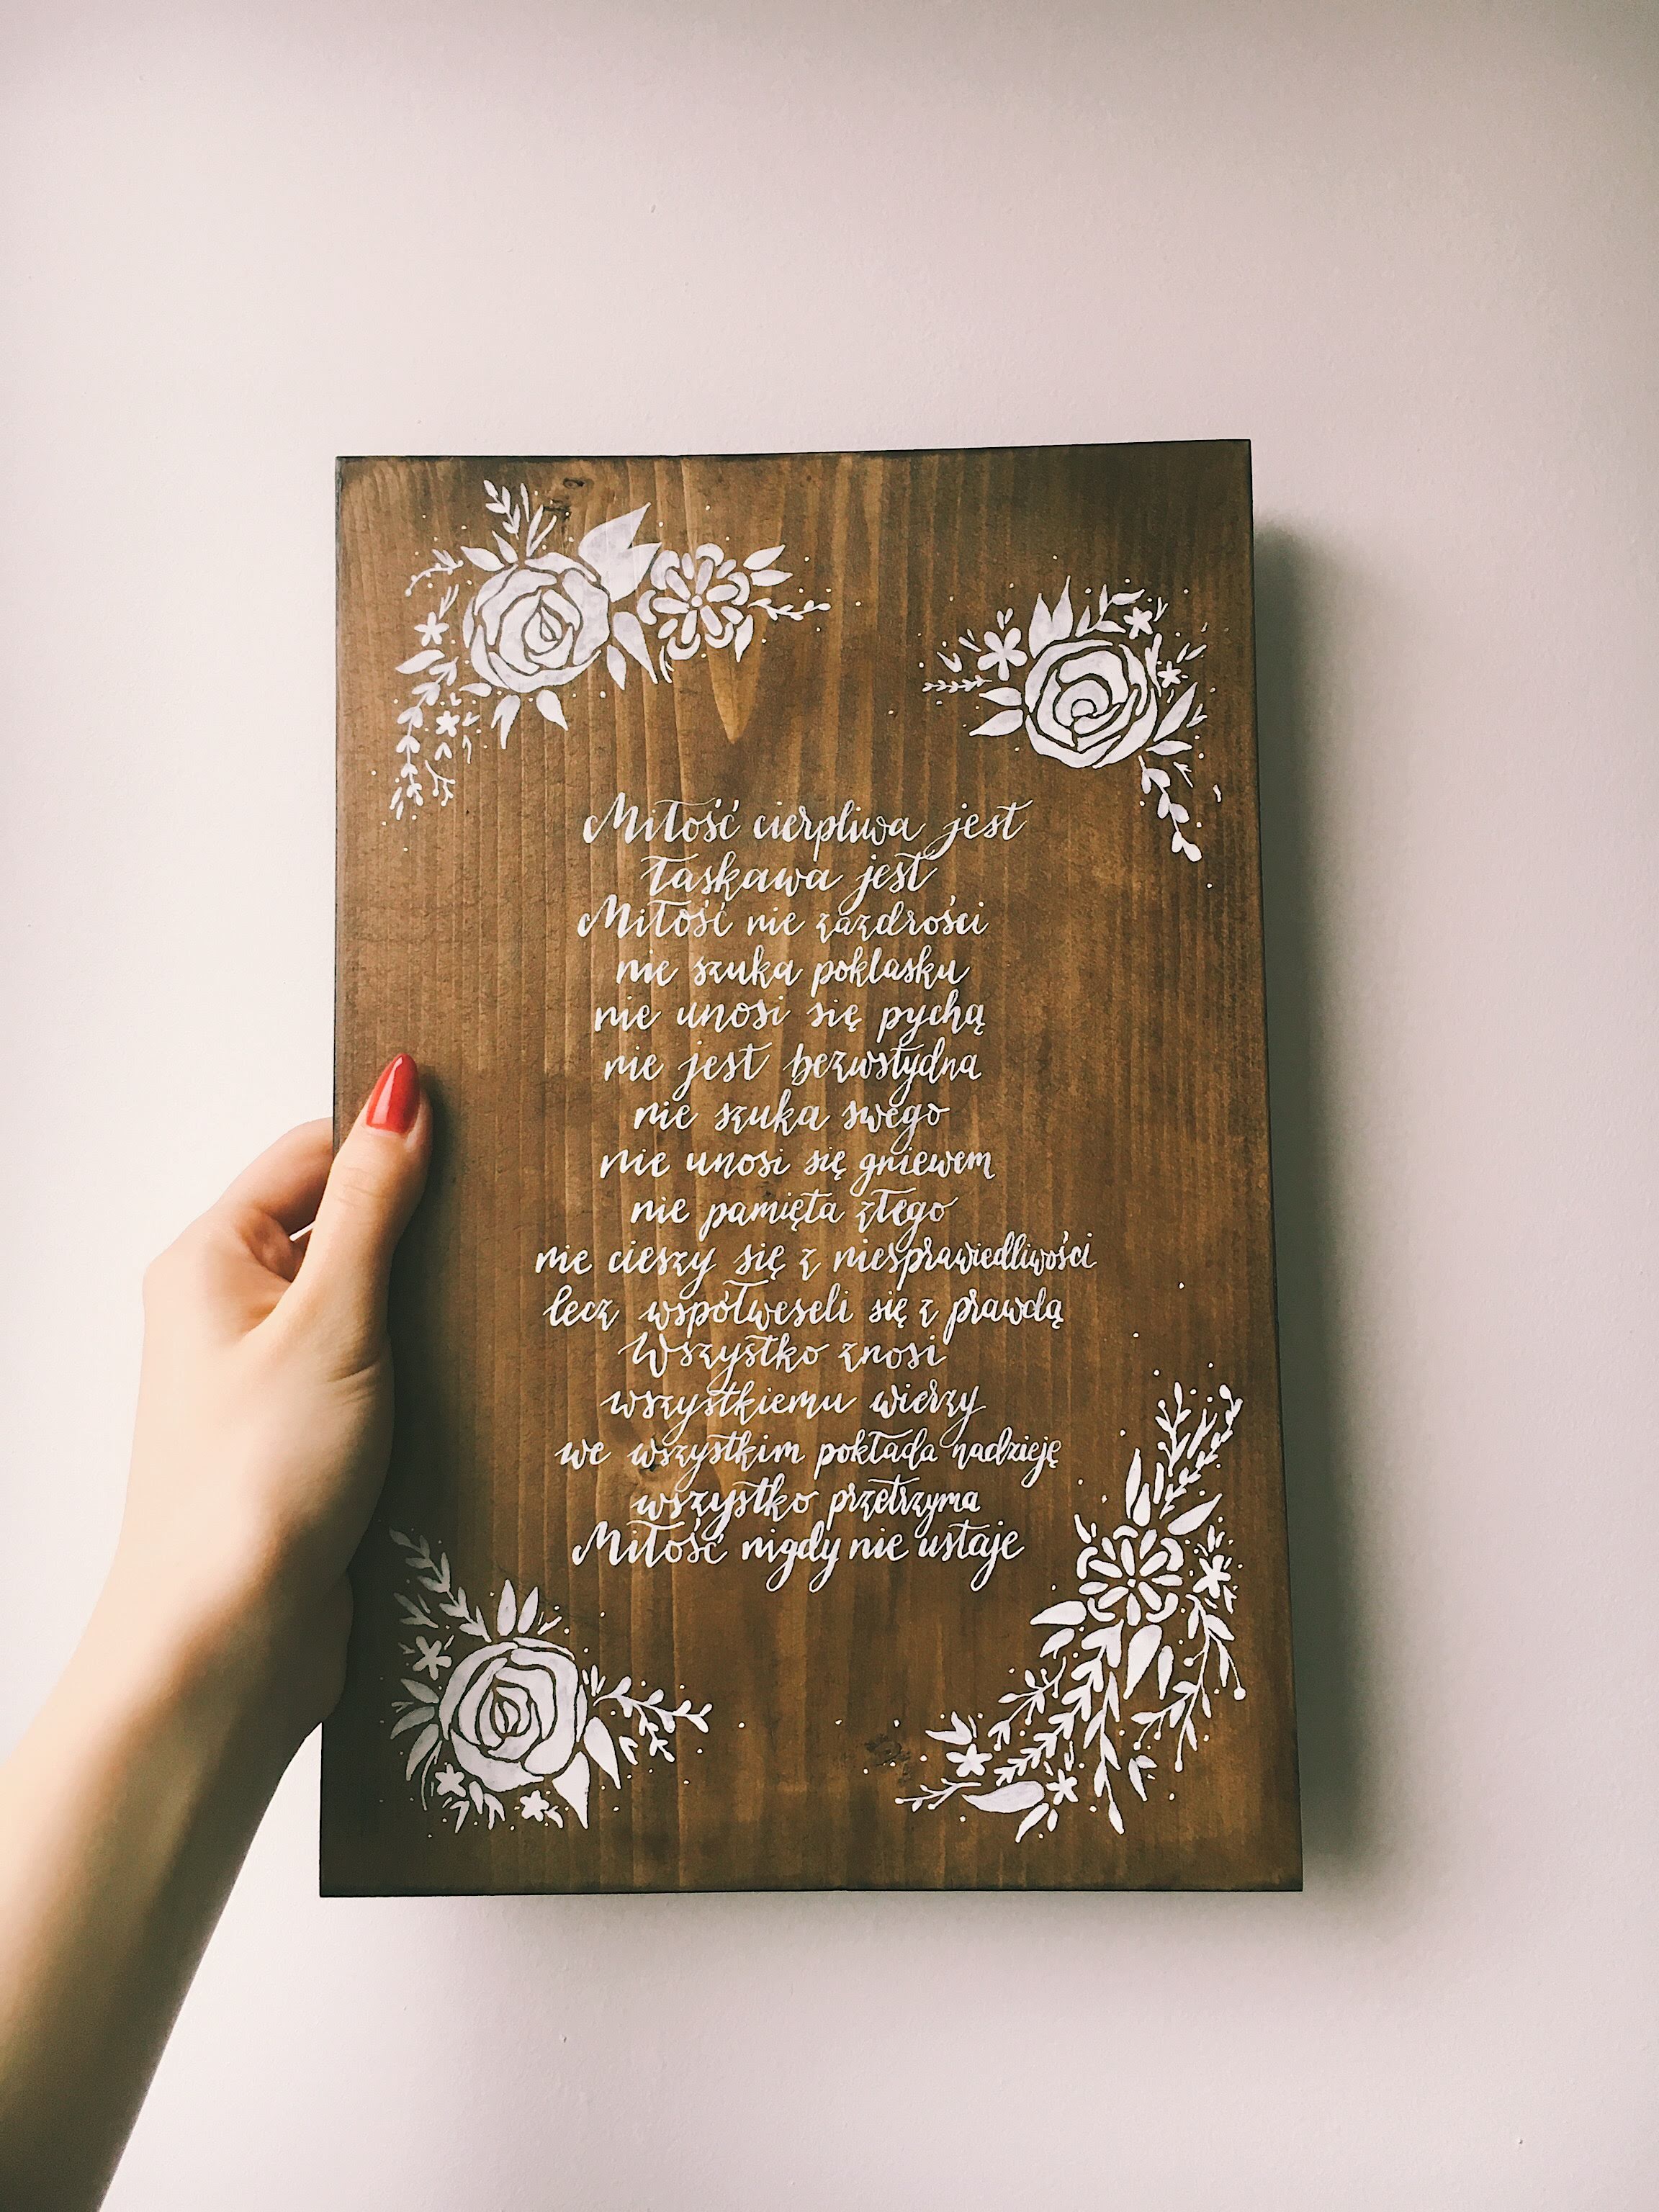 Miłość cierpliwa jest
łaskawa jest
Miłość nie zazdrości
nie szuka poklasku
nie unosi się pychą
nie jest bezwstydna
nie szuka swego
nie unosi się gniewem
nie pamięta złego
nie cieszy się z niesprawiedliwości
lecz współweseli się z prawdą
Wszystko znosi
wszystkiemu wierzy
we wszystkim pokłada nadzieję
wszystko przetrzyma
Miłość nigdy nie ustaje